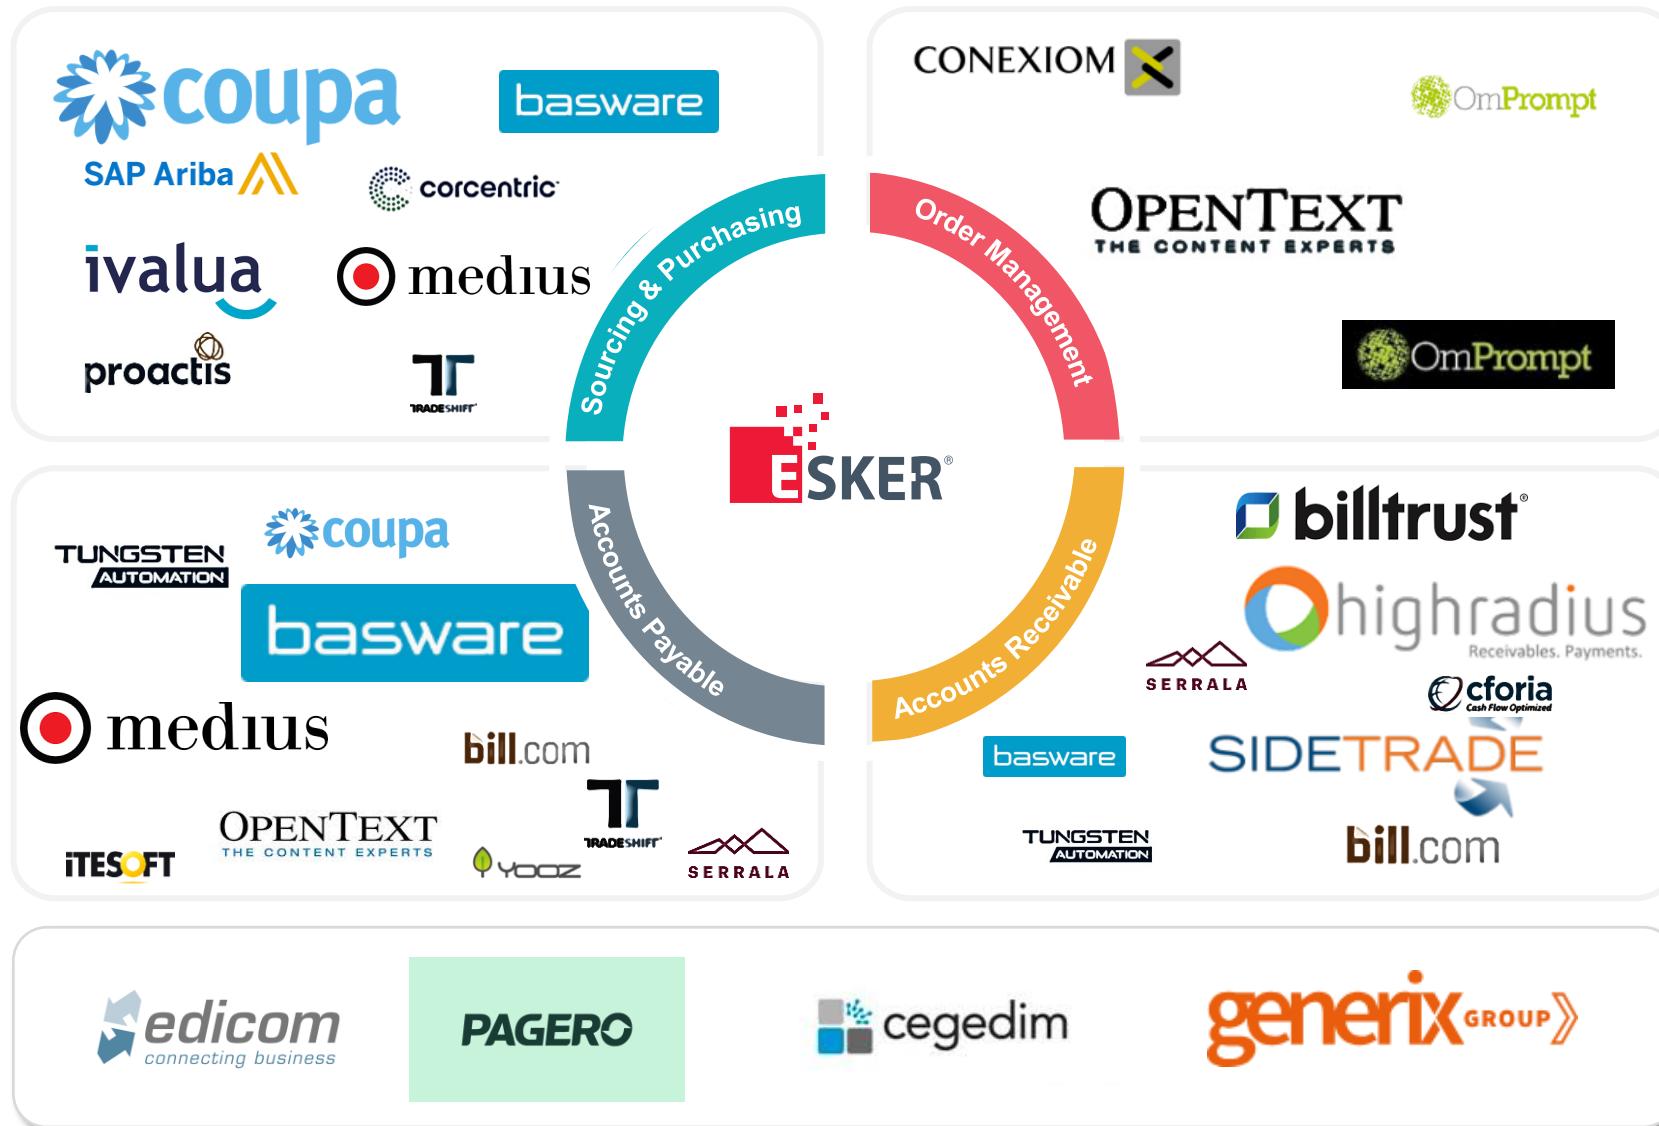 coupa
basware
SAP Ariba
corcentric
ivalua
medius
proactis
TRADESHIFT
Sourcing & Purchasing
CONEXIOM
OmPrompt
OPENTEXT
THE CONTENT EXPERTS
OmPrompt
Order Management
ESKER®
TUNGSTEN
AUTOMATION
coupa
basware
medius
bill.com
OPENTEXT
THE CONTENT EXPERTS
TRADESHIFT
iTESOFT
YOOZ
SERRALA
Accounts Payable
billtrust®
highradius
Receivables. Payments.
SERRALA
cforia
Cash Flow Optimized
basware
SIDETRADE
TUNGSTEN
AUTOMATION
bill.com
Accounts Receivable
edicom
connecting business
PAGERO
cegedim
generix GROUP